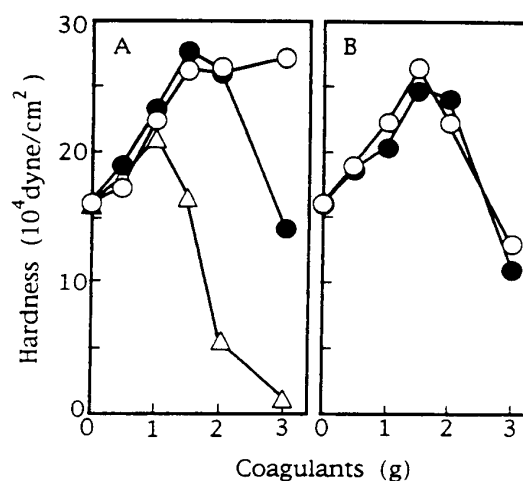 30
20
10
0
Hardness (10⁴dyne/cm²)
A
B
0 1 2 3 0 1 2 3
Coagulants (g)